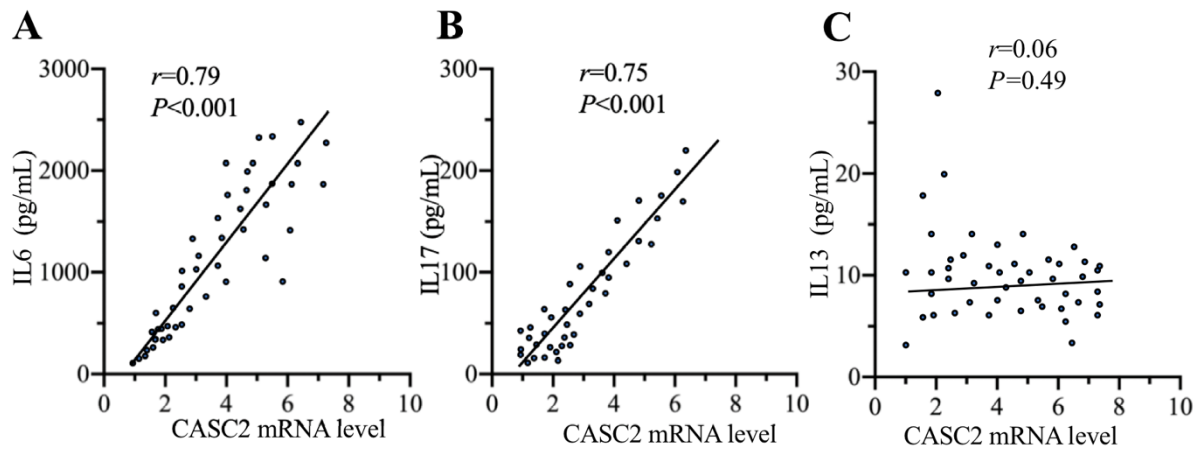 A
r=0.79
P<0.001
3000
2000
1000
0
IL6 (pg/mL)
0 2 4 6 8 10
CASC2 mRNA level
B
r=0.75
P<0.001
300
200
100
0
IL17 (pg/mL)
0 2 4 6 8 10
CASC2 mRNA level
C
r=0.06
P=0.49
30
20
10
0
IL13 (pg/mL)
0 2 4 6 8 10
CASC2 mRNA level